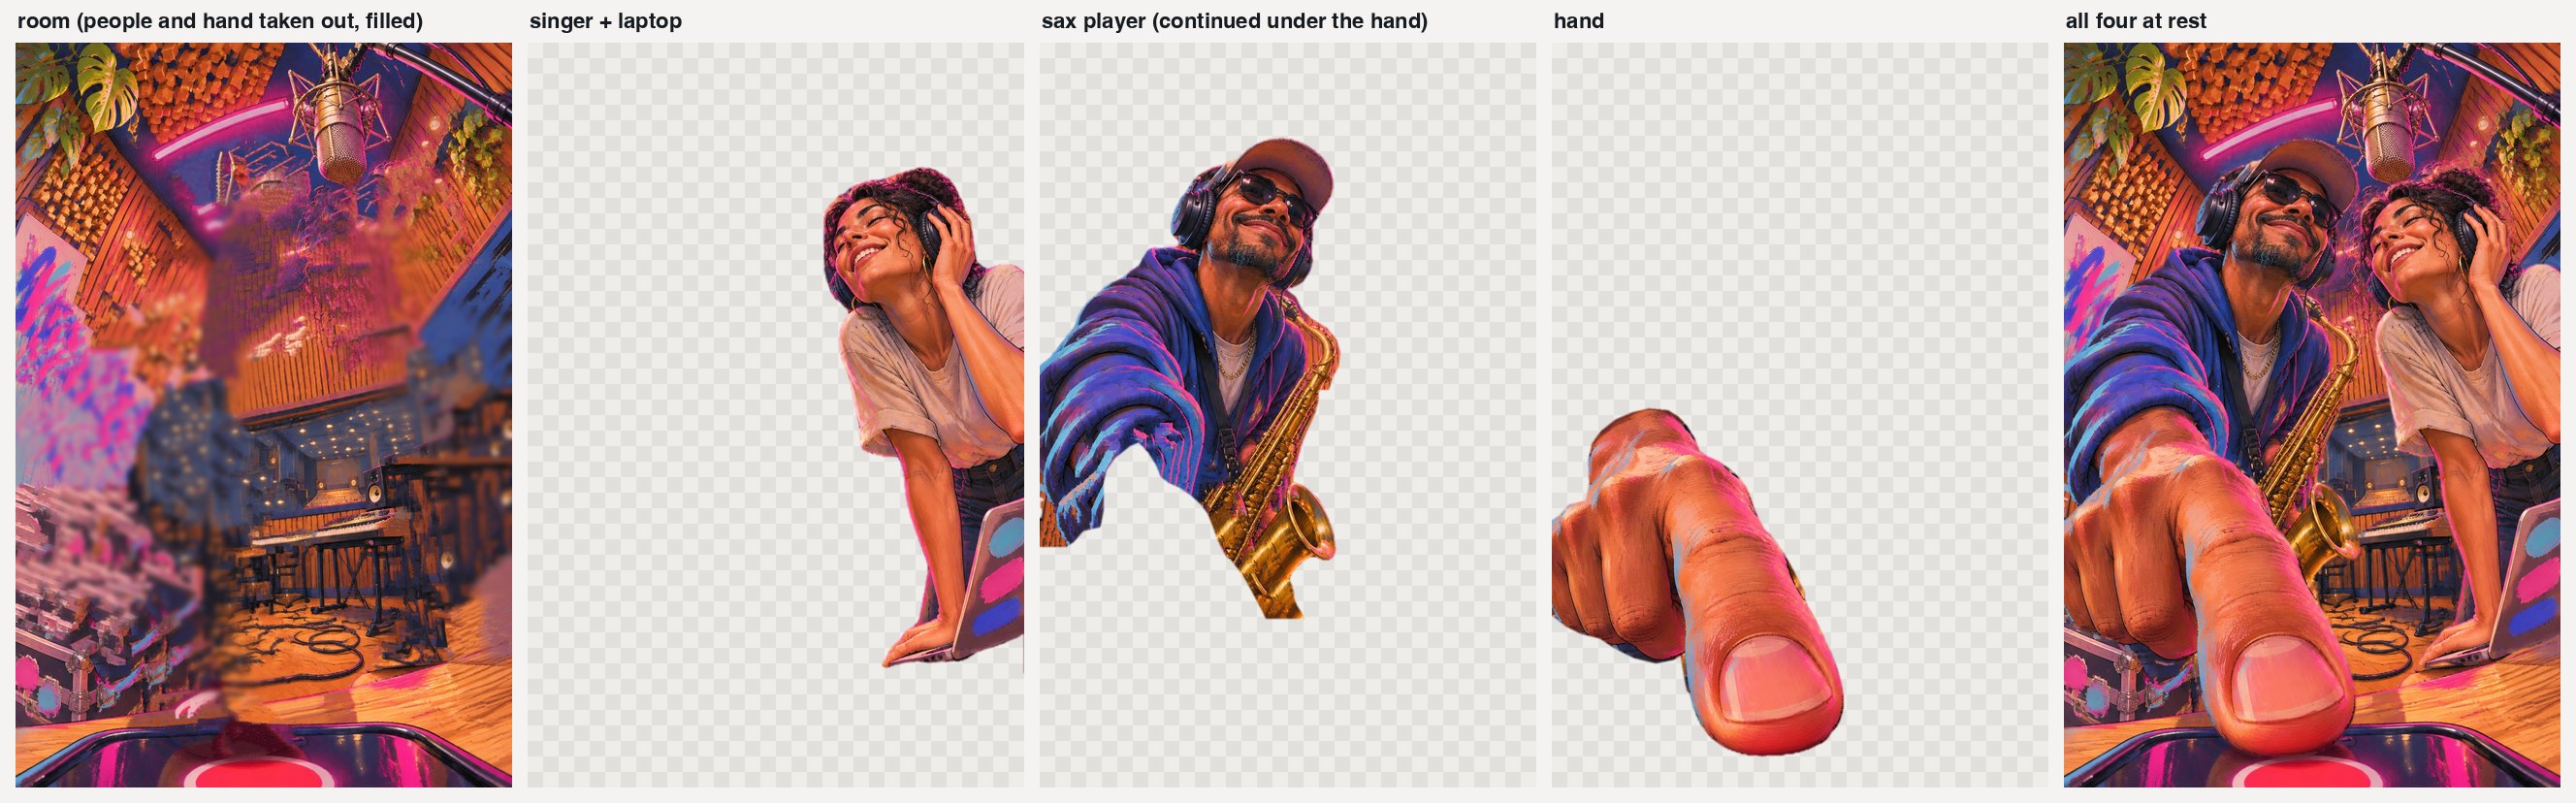 room (people and hand taken out, filled)
singer + laptop
sax player (continued under the hand)
hand
all four at rest